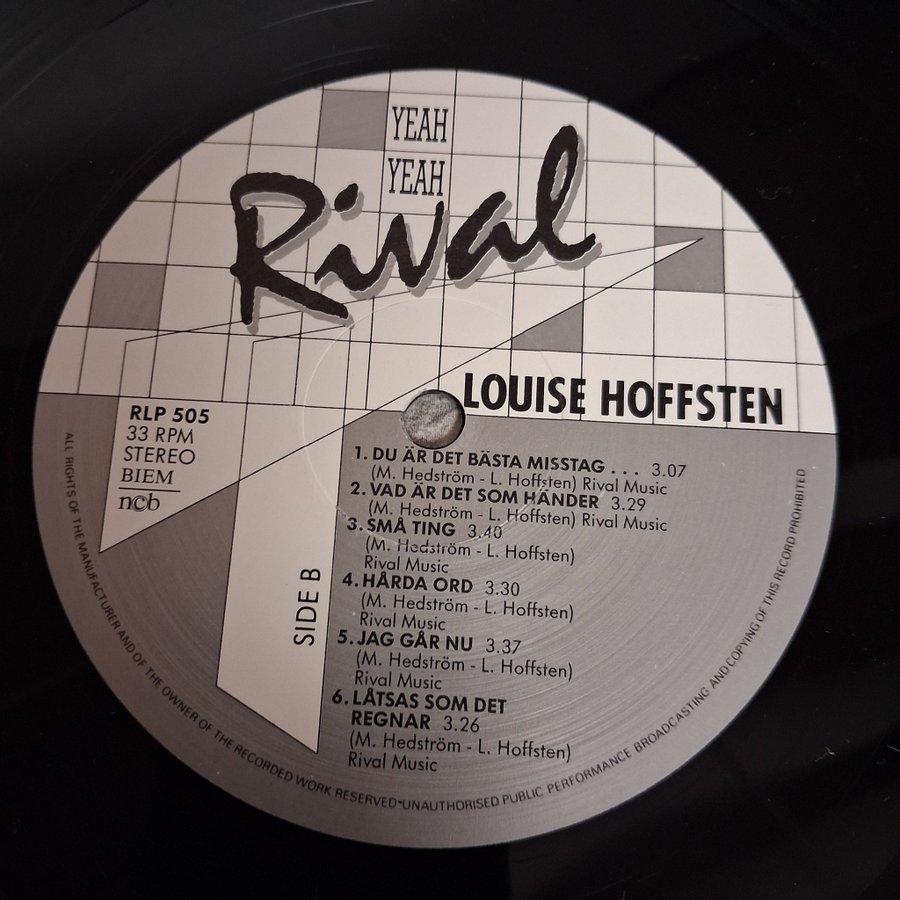 YEAH
YEAH
Rival
LOUISE HOFFSTEN
RLP 505
33 RPM
STEREO
BIEM
ncb
SIDE B
1. DU ÄR DET BÄSTA MISSTAG . . . 3.07
(M. Hedström - L. Hoffsten) Rival Music
2. VAD ÄR DET SOM HÄNDER 3.29
(M. Hedström - L. Hoffsten) Rival Music
3. SMÅ TING 3.40
(M. Hedström - L. Hoffsten)
Rival Music
4. HÅRDA ORD 3.30
(M. Hedström - L. Hoffsten)
Rival Music
5. JAG GÅR NU 3.37
(M. Hedström - L. Hoffsten)
Rival Music
6. LÅTSAS SOM DET
REGNAR 3.26
(M. Hedström - L. Hoffsten)
Rival Music
ALL RIGHTS OF THE MANUFACTURER AND OF THE OWNER OF THE RECORDED WORK RESERVED*UNAUTHORISED PUBLIC PERFORMANCE BROADCASTING AND COPYING OF THIS RECORD PROHIBITED